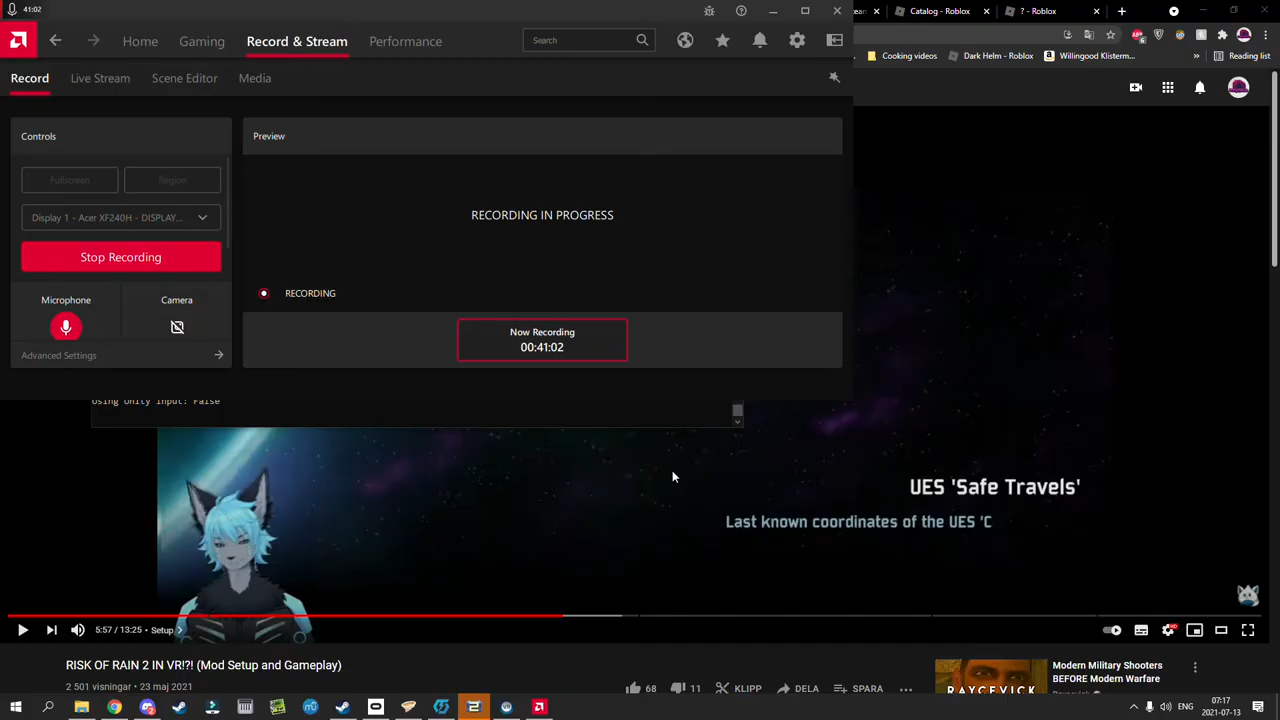 41:02
Home
Gaming
Record & Stream
Performance
Search
Catalog - Roblox
? - Roblox
Cooking videos
Dark Helm - Roblox
Willingood Klisterm...
»
Reading list
Record
Live Stream
Scene Editor
Media
Controls
Preview
Fullscreen
Region
Display 1 - Acer XF240H - DISPLAY...
Stop Recording
RECORDING IN PROGRESS
Microphone
Camera
RECORDING
Now Recording
00:41:02
Advanced Settings
Using Unity input: False
UES 'Safe Travels'
Last known coordinates of the UES 'C
5:57 / 13:25
Setup
HD
RISK OF RAIN 2 IN VR!?! (Mod Setup and Gameplay)
2 501 visningar • 23 maj 2021
68
11
KLIPP
DELA
SPARA
Modern Military Shooters
BEFORE Modern Warfare
RAYCEVICK
ENG
07:17
2021-07-13